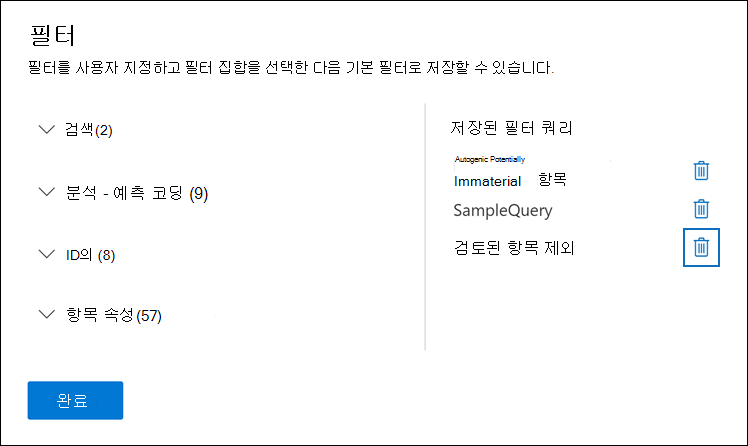 필터
필터를 사용자 지정하고 필터 집합을 선택한 다음 기본 필터로 저장할 수 있습니다.
검색(2)
분석 - 예측 코딩 (9)
ID의 (8)
항목 속성(57)
저장된 필터 쿼리
Autogenic Potentially
Immaterial 항목
SampleQuery
검토된 항목 제외
완료